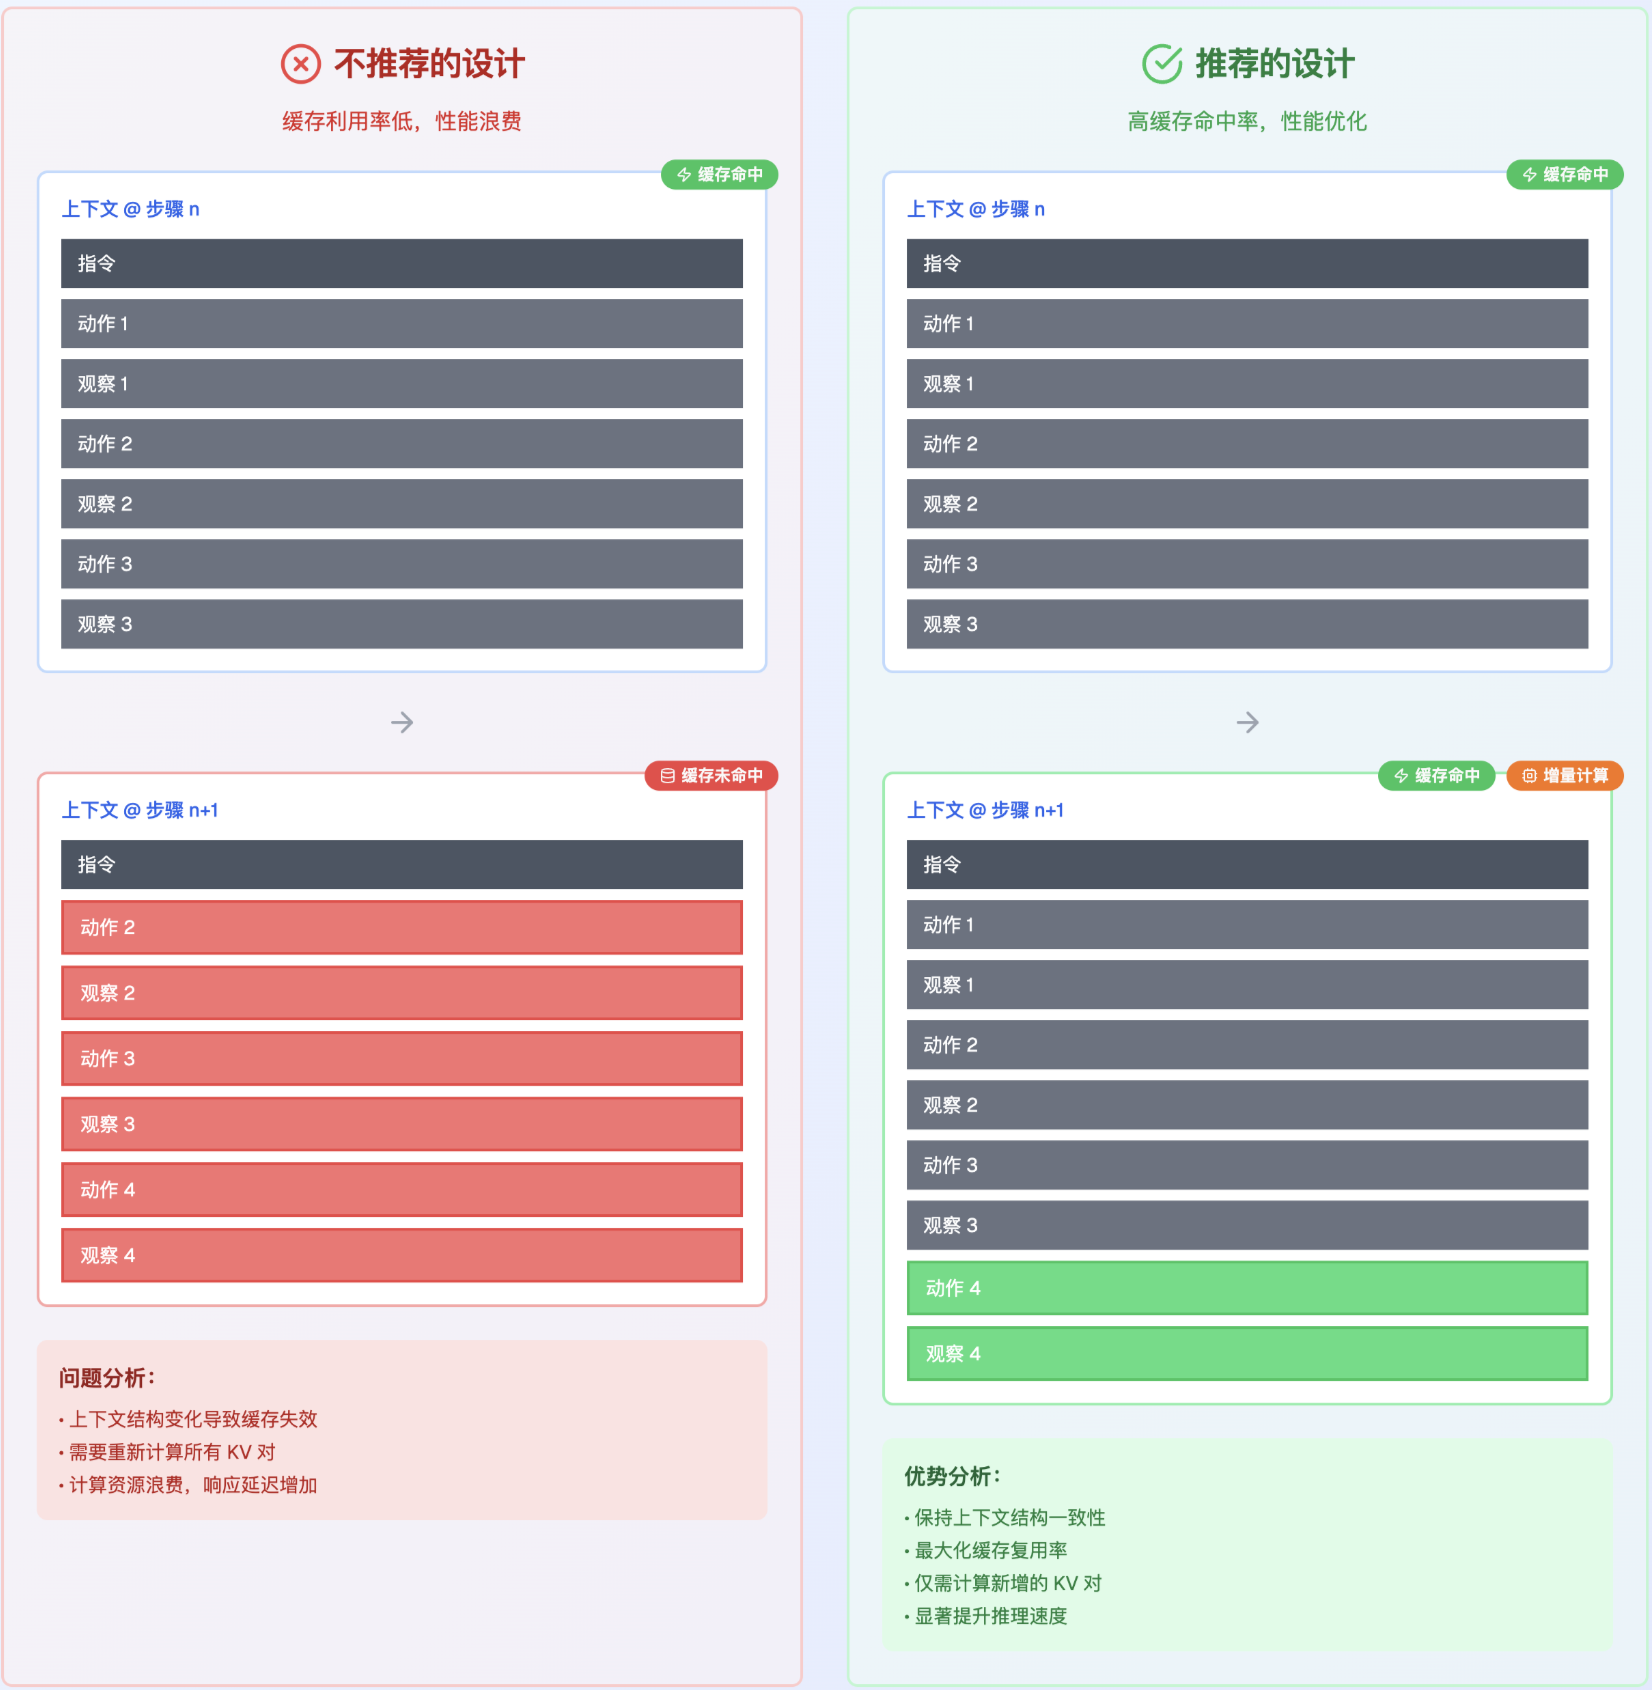 不推荐的设计
缓存利用率低，性能浪费
缓存命中
上下文 @ 步骤 n
指令
动作 1
观察 1
动作 2
观察 2
动作 3
观察 3
缓存未命中
上下文 @ 步骤 n+1
指令
动作 2
观察 2
动作 3
观察 3
动作 4
观察 4
问题分析：
• 上下文结构变化导致缓存失效
• 需要重新计算所有 KV 对
• 计算资源浪费，响应延迟增加
推荐的设计
高缓存命中率，性能优化
缓存命中
上下文 @ 步骤 n
指令
动作 1
观察 1
动作 2
观察 2
动作 3
观察 3
缓存命中
增量计算
上下文 @ 步骤 n+1
指令
动作 1
观察 1
动作 2
观察 2
动作 3
观察 3
动作 4
观察 4
优势分析：
• 保持上下文结构一致性
• 最大化缓存复用率
• 仅需计算新增的 KV 对
• 显著提升推理速度